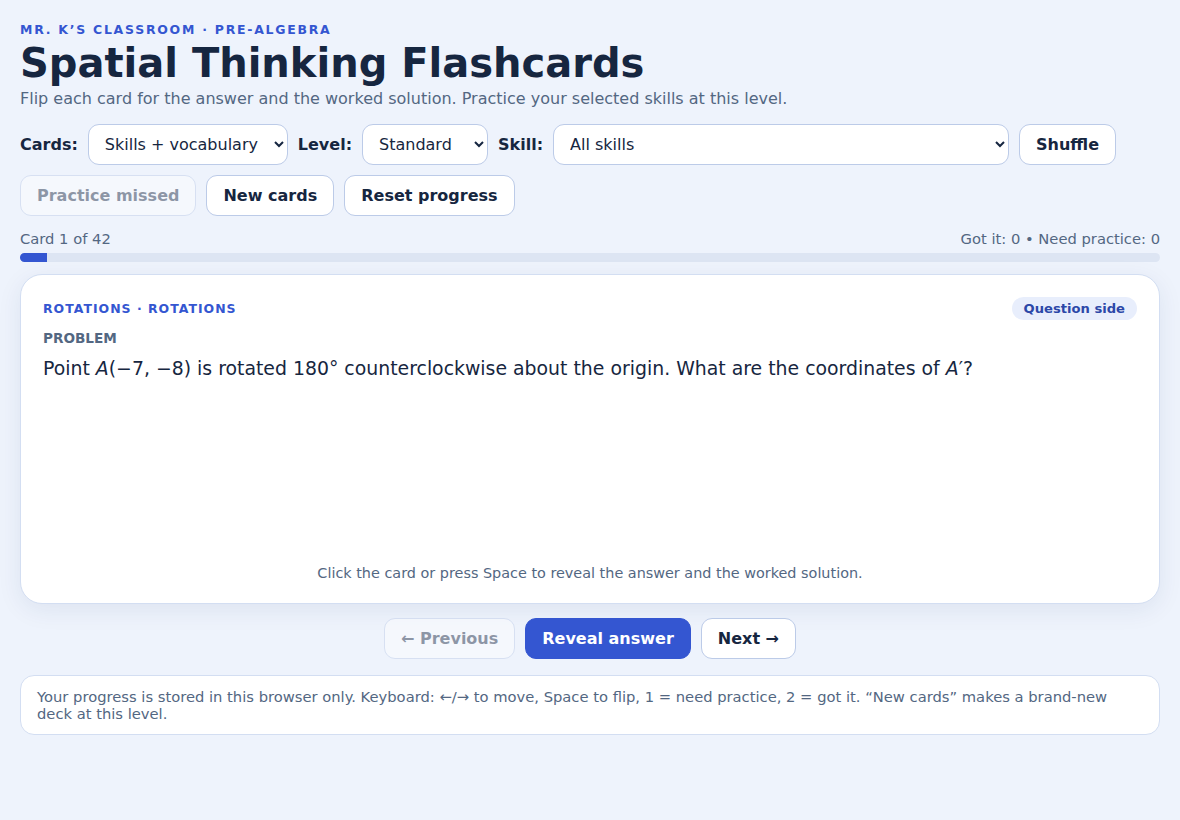 MR. K’S CLASSROOM · PRE-ALGEBRA
Spatial Thinking Flashcards
Flip each card for the answer and the worked solution. Practice your selected skills at this level.
Cards: Skills + vocabulary Level: Standard Skill: All skills Shuffle
Practice missed New cards Reset progress
Card 1 of 42 Got it: 0 • Need practice: 0
ROTATIONS · ROTATIONS Question side
PROBLEM
Point A(−7, −8) is rotated 180° counterclockwise about the origin. What are the coordinates of A′?
Click the card or press Space to reveal the answer and the worked solution.
← Previous Reveal answer Next →
Your progress is stored in this browser only. Keyboard: ←/→ to move, Space to flip, 1 = need practice, 2 = got it. “New cards” makes a brand-new
deck at this level.